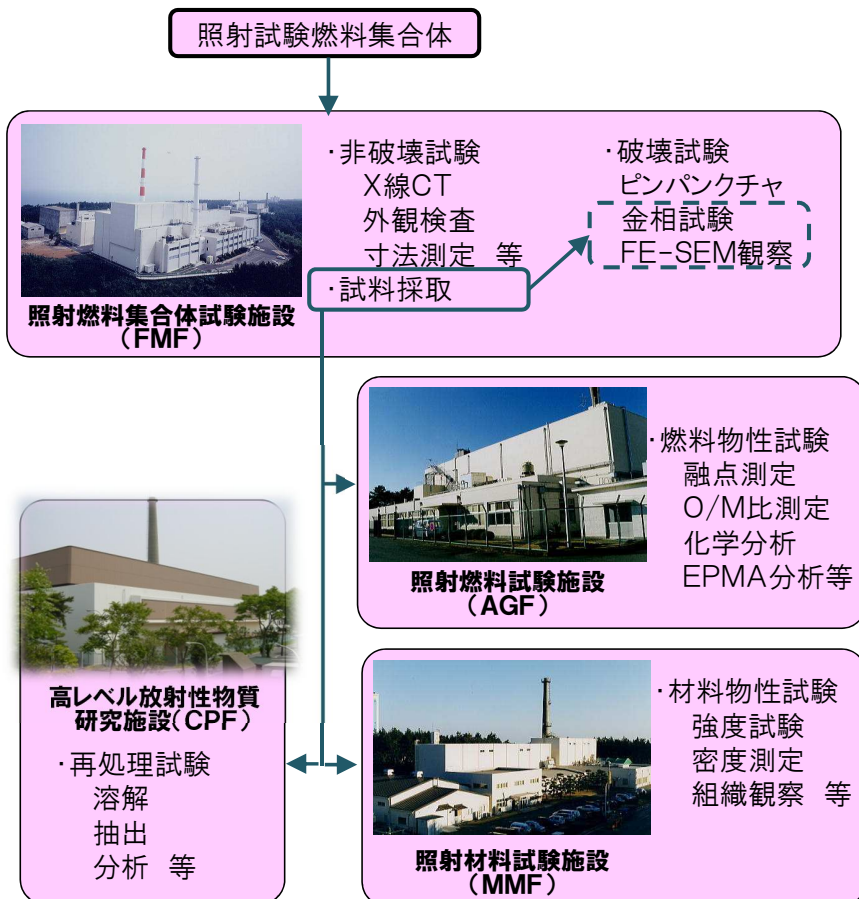 照射試験燃料集合体
・非破壊試験
X線CT
外観検査
寸法測定 等
・試料採取
・破壊試験
ピンパンクチャ
金相試験
FE-SEM観察
照射燃料集合体試験施設
(FMF)
・燃料物性試験
融点測定
O/M比測定
化学分析
EPMA分析等
照射燃料試験施設
(AGF)
高レベル放射性物質
研究施設(CPF)
・再処理試験
溶解
抽出
分析 等
・材料物性試験
強度試験
密度測定
組織観察 等
照射材料試験施設
(MMF)